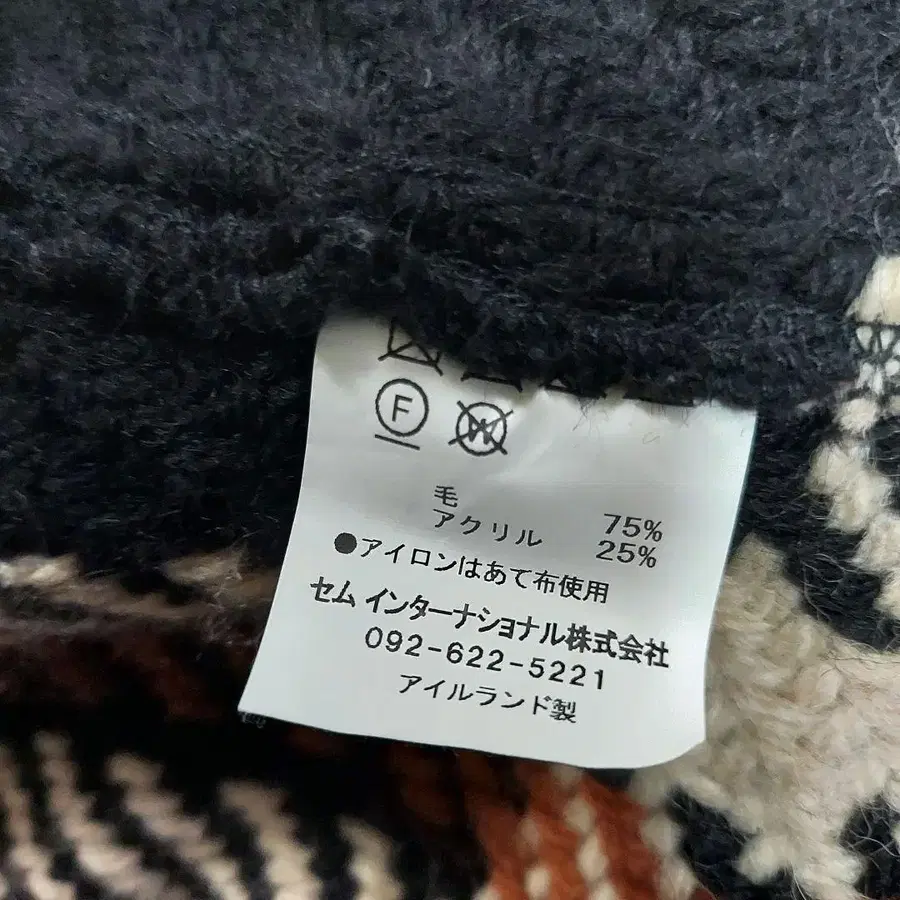 F
W
毛 75%
アクリル 25%
●アイロンはあて布使用
セム インターナショナル株式会社
092-622-5221
アイルランド製